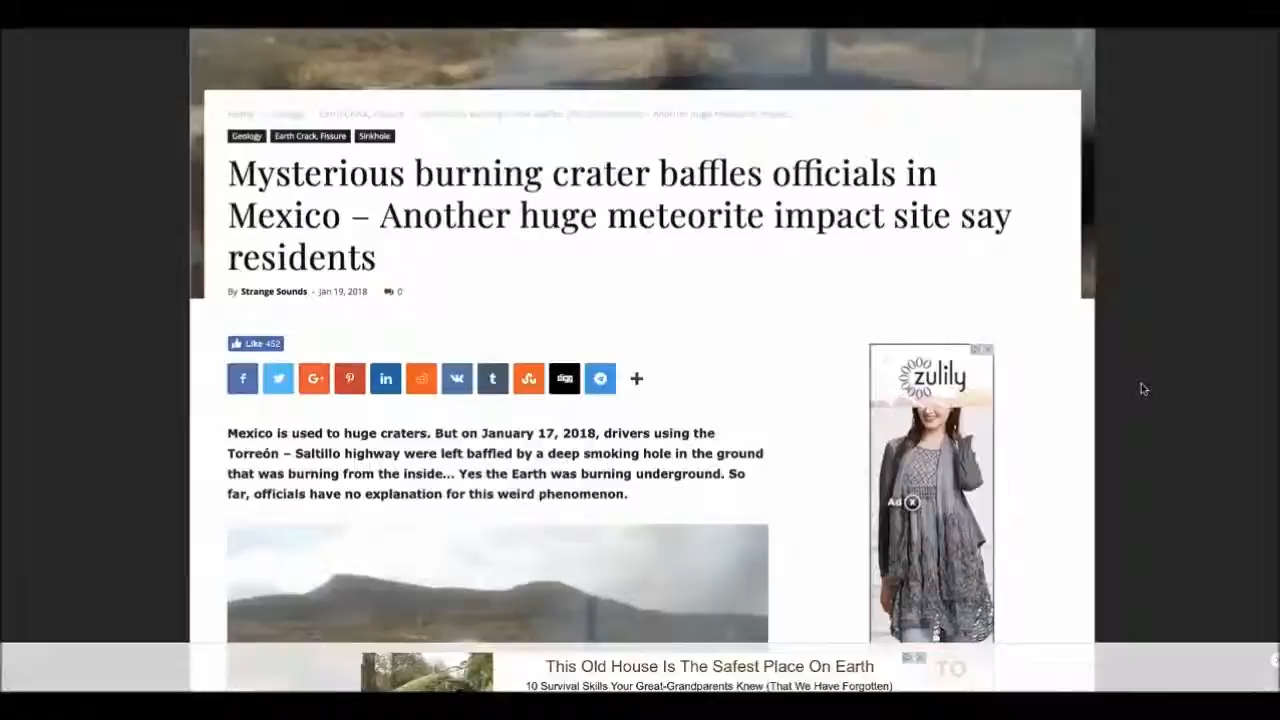 Geology Earth Crack, Fissure Sinkhole
Mysterious burning crater baffles officials in
Mexico – Another huge meteorite impact site say
residents
By Strange Sounds - Jan 19, 2018 0
Like 452
f G+ in vk t digg +
Mexico is used to huge craters. But on January 17, 2018, drivers using the
Torreón – Saltillo highway were left baffled by a deep smoking hole in the ground
that was burning from the inside... Yes the Earth was burning underground. So
far, officials have no explanation for this weird phenomenon.
zulily
Ad X
This Old House Is The Safest Place On Earth
10 Survival Skills Your Great-Grandparents Knew (That We Have Forgotten)
TO